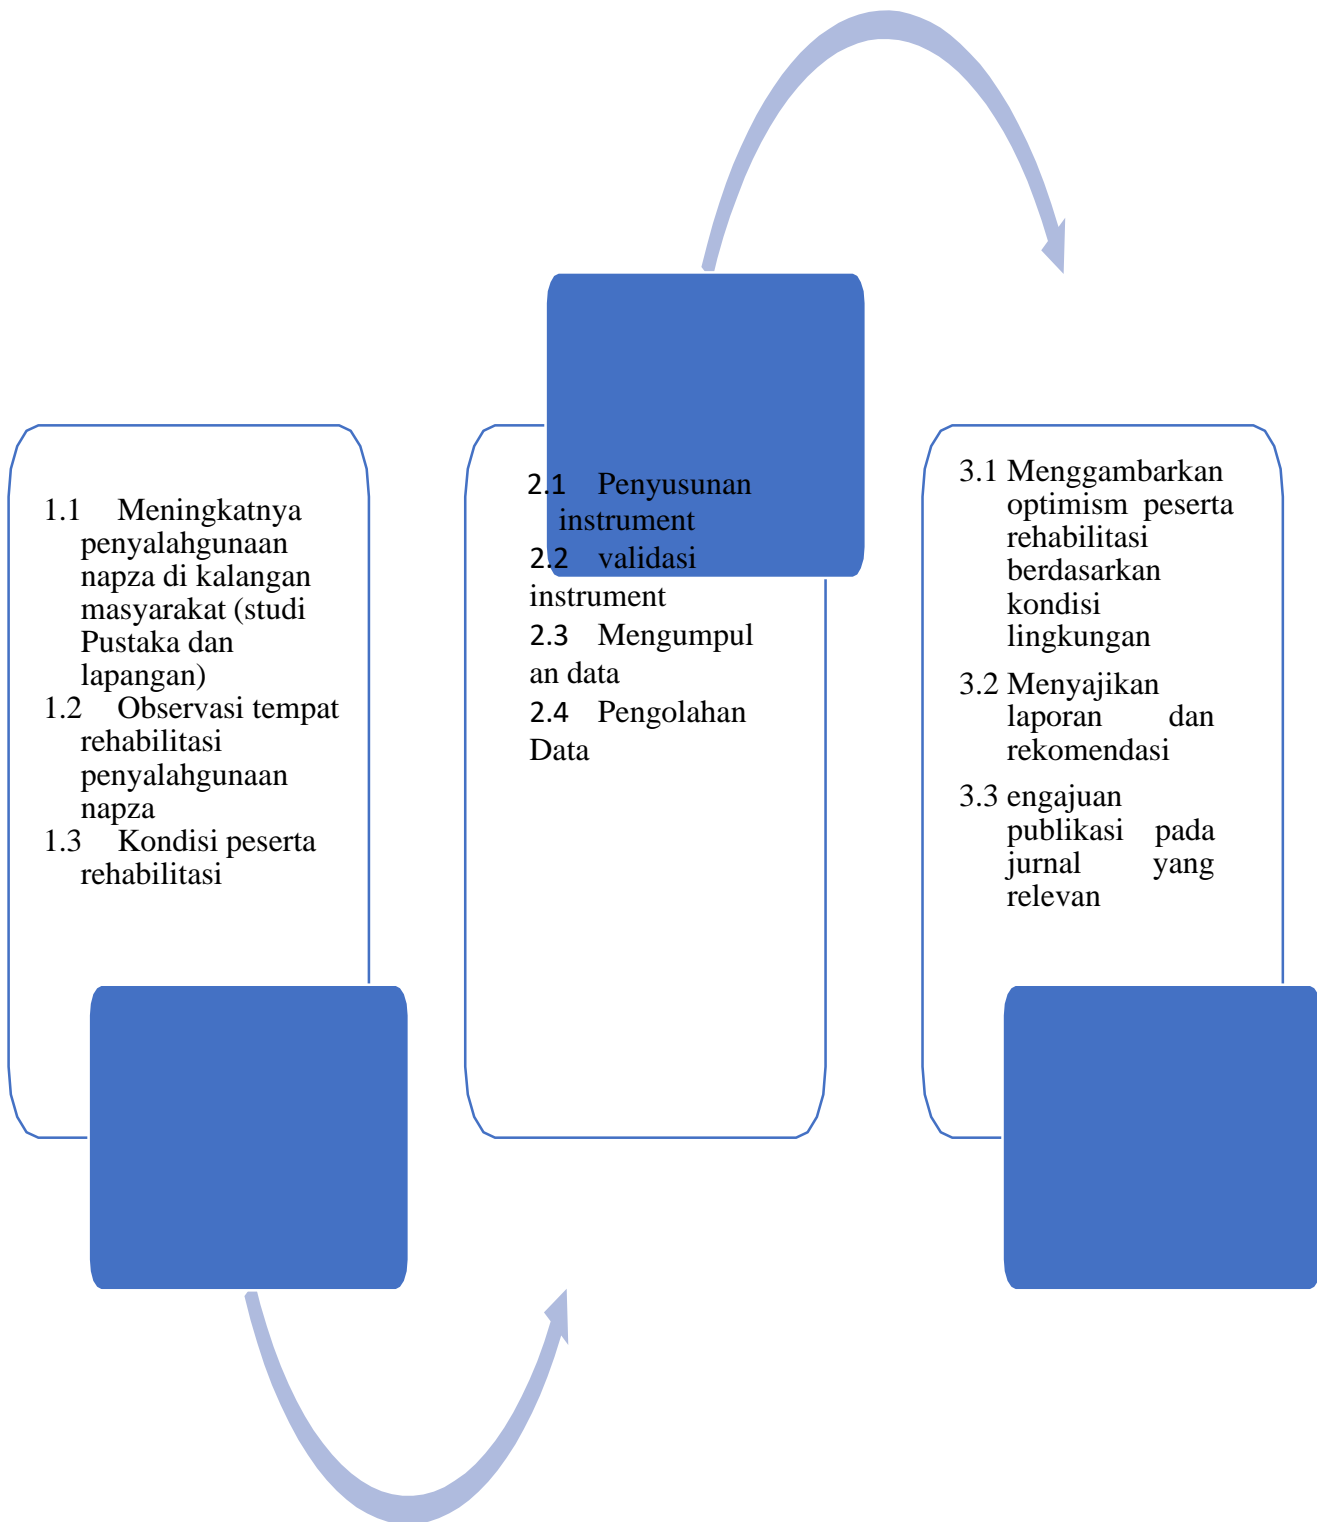 1.1 Meningkatnya
penyalahgunaan
napza di kalangan
masyarakat (studi
Pustaka dan
lapangan)
1.2 Observasi tempat
rehabilitasi
penyalahgunaan
napza
1.3 Kondisi peserta
rehabilitasi
2.1 Penyusunan
instrument
2.2 validasi
instrument
2.3 Mengumpul
an data
2.4 Pengolahan
Data
3.1 Menggambarkan
optimism peserta
rehabilitasi
berdasarkan
kondisi
lingkungan
3.2 Menyajikan
laporan dan
rekomendasi
3.3 engajuan
publikasi pada
jurnal yang
relevan